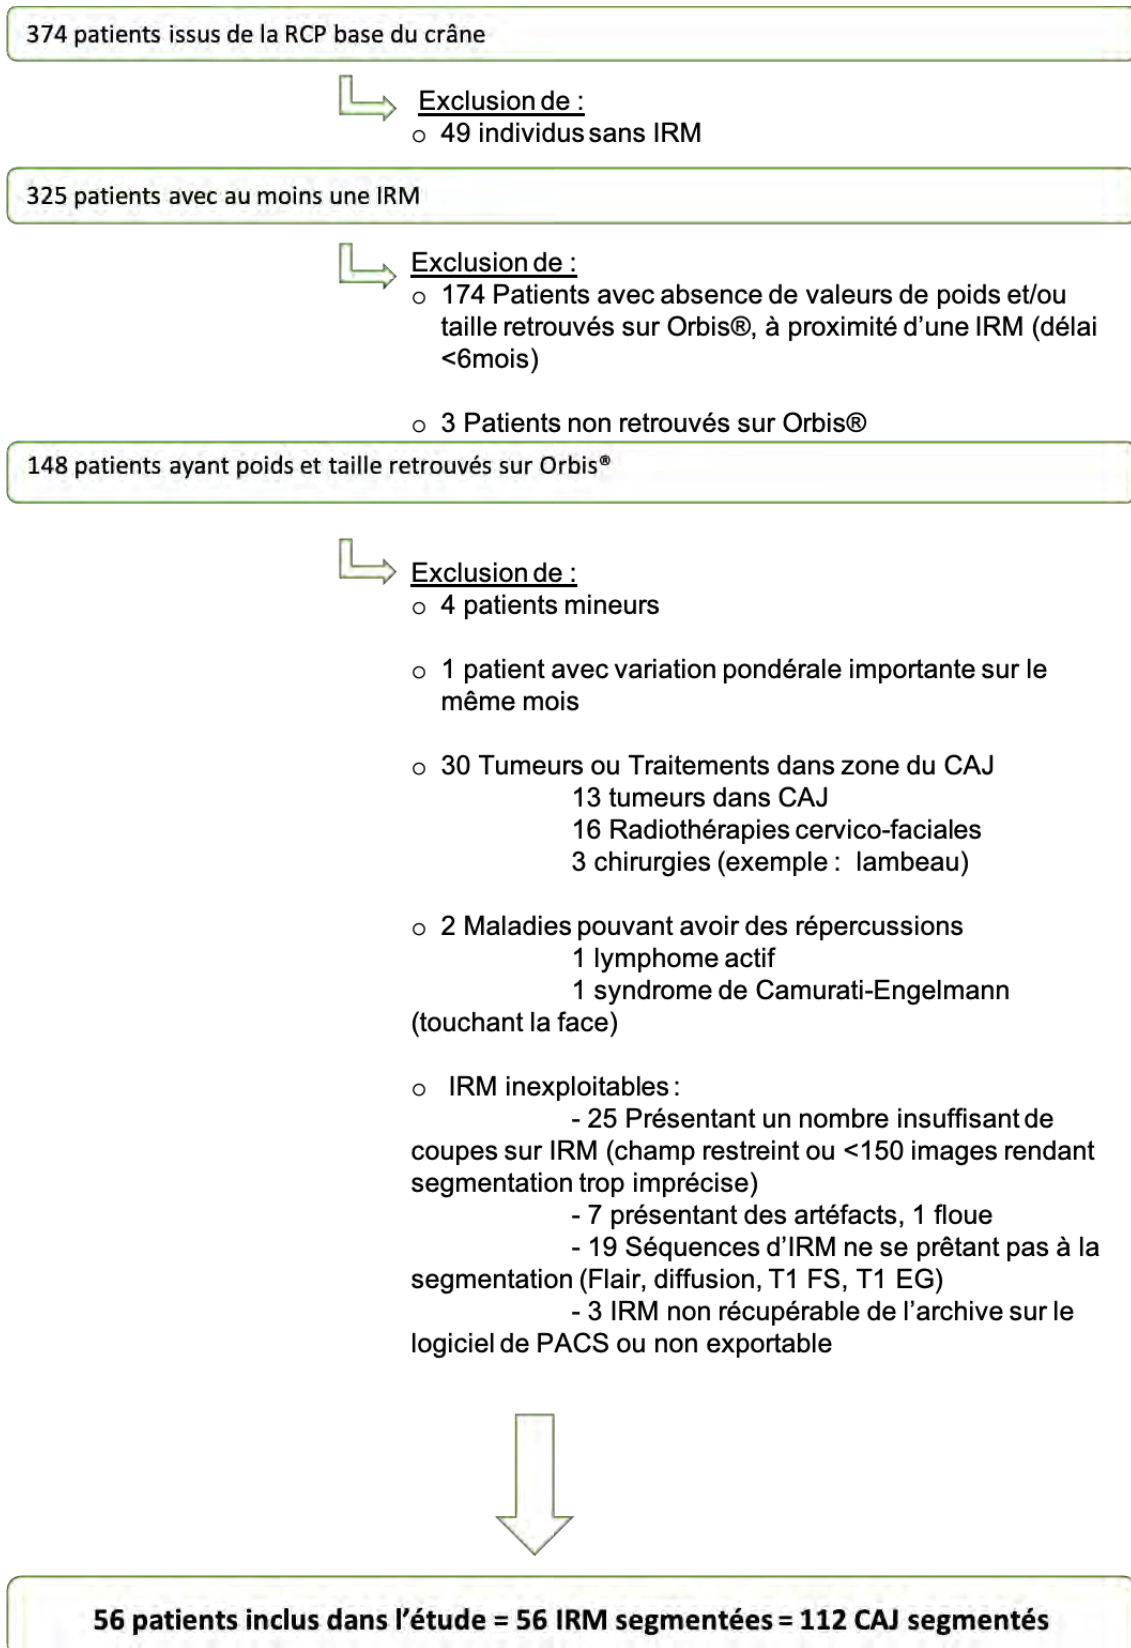 374 patients issus de la RCP base du crâne
Exclusion de :
o 49 individus sans IRM
325 patients avec au moins une IRM
Exclusion de :
o 174 Patients avec absence de valeurs de poids et/ou
taille retrouvés sur Orbis®, à proximité d'une IRM (délai
<6mois)
o 3 Patients non retrouvés sur Orbis®
148 patients ayant poids et taille retrouvés sur Orbis®
Exclusion de :
o 4 patients mineurs
o 1 patient avec variation pondérale importante sur le
même mois
o 30 Tumeurs ou Traitements dans zone du CAJ
13 tumeurs dans CAJ
16 Radiothérapies cervico-faciales
3 chirurgies (exemple : lambeau)
o 2 Maladies pouvant avoir des répercussions
1 lymphome actif
1 syndrome de Camurati-Engelmann
(touchant la face)
o IRM inexploitables :
- 25 Présentant un nombre insuffisant de
coupes sur IRM (champ restreint ou <150 images rendant
segmentation trop imprécise)
- 7 présentant des artéfacts, 1 floue
- 19 Séquences d'IRM ne se prêtant pas à la
segmentation (Flair, diffusion, T1 FS, T1 EG)
- 3 IRM non récupérable de l'archive sur le
logiciel de PACS ou non exportable
56 patients inclus dans l'étude = 56 IRM segmentées = 112 CAJ segmentés